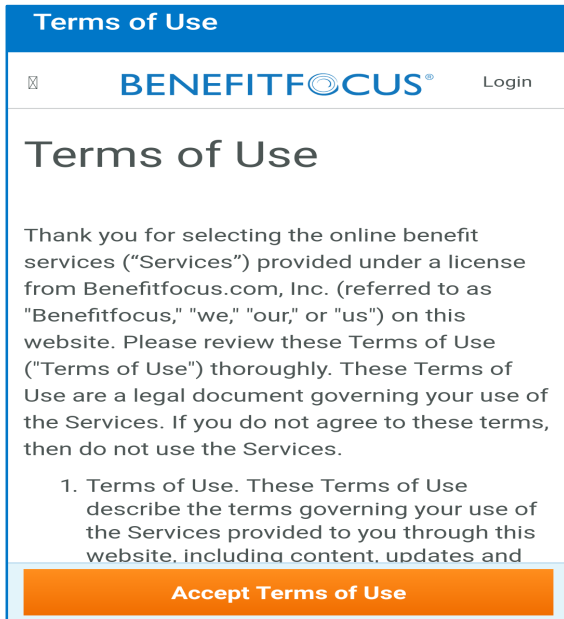 Terms of Use
BENEFITFOCUS®
Login
Terms of Use
Thank you for selecting the online benefit
services (“Services”) provided under a license
from Benefitfocus.com, Inc. (referred to as
"Benefitfocus," "we," "our," or "us") on this
website. Please review these Terms of Use
("Terms of Use") thoroughly. These Terms of
Use are a legal document governing your use of
the Services. If you do not agree to these terms,
then do not use the Services.
1. Terms of Use. These Terms of Use
describe the terms governing your use of
the Services provided to you through this
website, including content, updates and
Accept Terms of Use